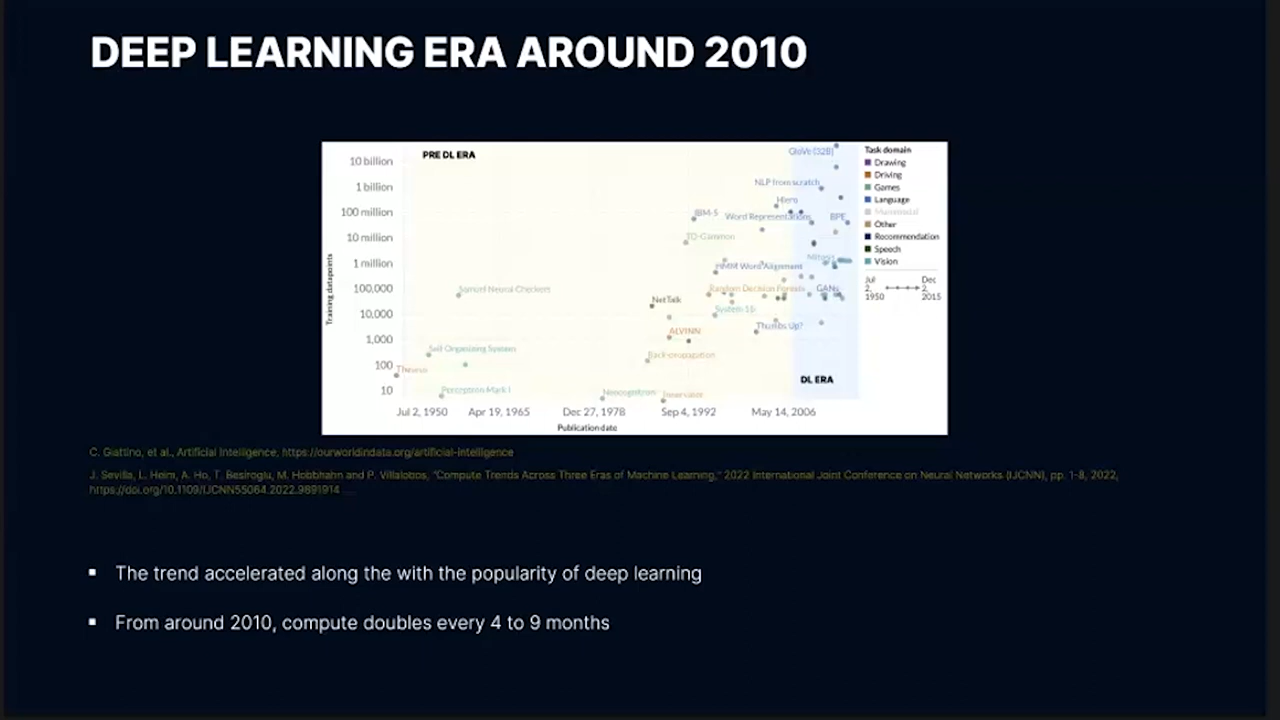 DEEP LEARNING ERA AROUND 2010
PRE DL ERA
10 billion
1 billion
100 million
10 million
1 million
100,000
10,000
1,000
100
10
Training datapoints
GloVe (32B)
NLP from scratch
Hiero
IBM-5
Word Representations
BPE
TD-Gammon
Mitosis
HMM Word Alignment
Samuel Neural Checkers
Random Decision Forests
GANs
NetTalk
System 11
Thumbs Up?
ALVINN
Self Organizing System
Back-propagation
Theseus
DL ERA
Perceptron Mark I
Neocognitron
Innervator
Jul 2, 1950
Apr 19, 1965
Dec 27, 1978
Sep 4, 1992
May 14, 2006
Publication date
Task domain
Drawing
Driving
Games
Language
Multimodal
Other
Recommendation
Speech
Vision
Jul 2, 1950
Dec 2, 2015
C. Giattino, et al., Artificial Intelligence, https://ourworldindata.org/artificial-intelligence
J. Sevilla, L. Heim, A. Ho, T. Besiroglu, M. Hobbhahn and P. Villalobos, "Compute Trends Across Three Eras of Machine Learning," 2022 International Joint Conference on Neural Networks (IJCNN), pp. 1-8, 2022,
https://doi.org/10.1109/IJCNN55064.2022.9891914
▪ The trend accelerated along the with the popularity of deep learning
▪ From around 2010, compute doubles every 4 to 9 months